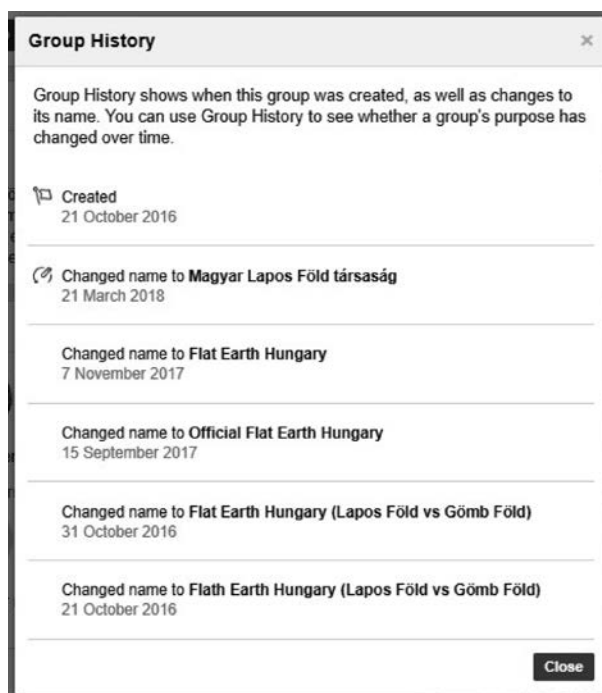 Group History
Group History shows when this group was created, as well as changes to
its name. You can use Group History to see whether a group's purpose has
changed over time.
Created
21 October 2016
Changed name to Magyar Lapos Föld társaság
21 March 2018
Changed name to Flat Earth Hungary
7 November 2017
Changed name to Official Flat Earth Hungary
15 September 2017
Changed name to Flat Earth Hungary (Lapos Föld vs Gömb Föld)
31 October 2016
Changed name to Flath Earth Hungary (Lapos Föld vs Gömb Föld)
21 October 2016
Close